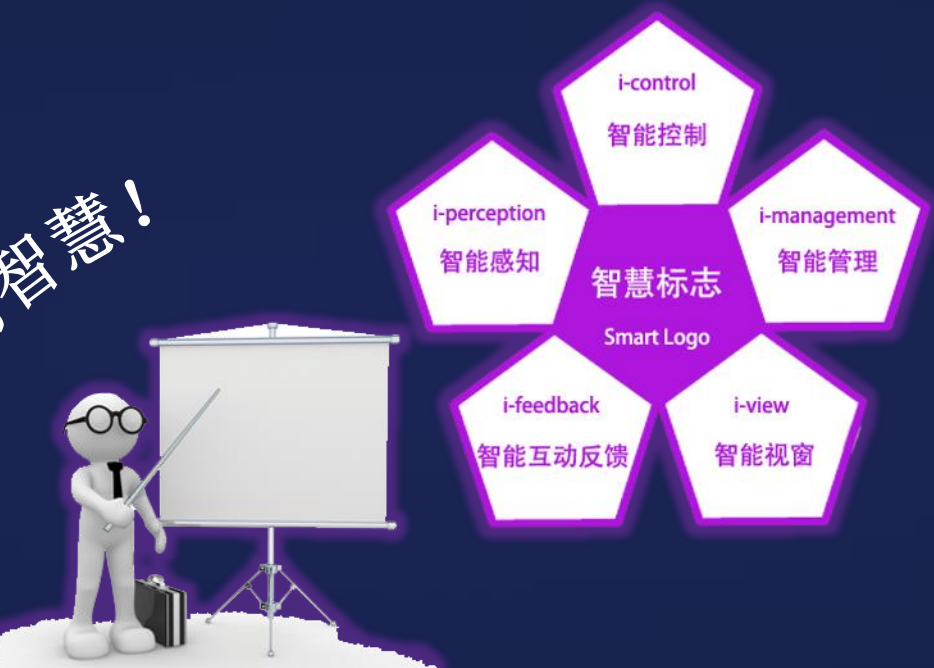 智慧！
i-control
智能控制
i-perception
智能感知
i-management
智能管理
智慧标志
Smart Logo
i-feedback
智能互动反馈
i-view
智能视窗